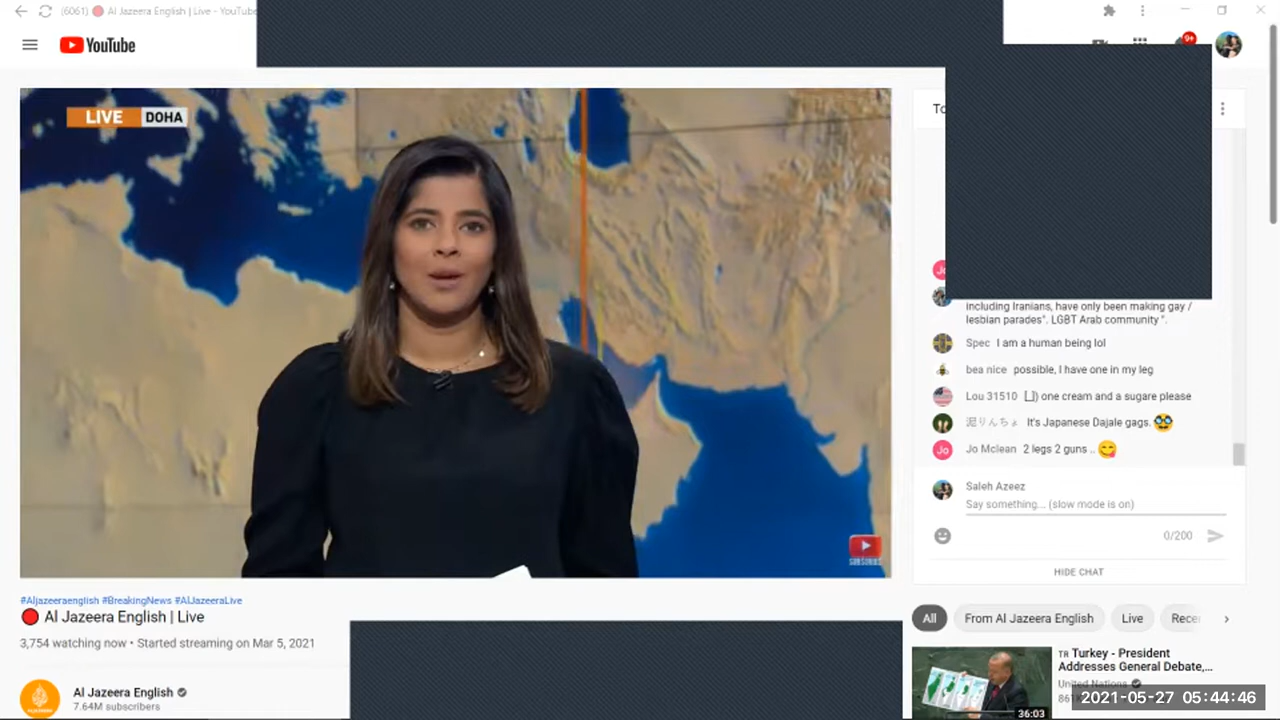 (6061) Al Jazeera English | Live - YouTube
YouTube
9+
LIVE DOHA
including Iranians, have only been making gay /
lesbian parades". LGBT Arab community ".
Spec I am a human being lol
bea nice possible, I have one in my leg
Lou 31510 [_]) one cream and a sugare please
It's Japanese Dajale gags.
Jo
Jo Mclean 2 legs 2 guns ..
Saleh Azeez
Say something... (slow mode is on)
0/200
HIDE CHAT
SUBSCRIBE
#Aljazeeraenglish #BreakingNews #AlJazeeraLive
Al Jazeera English | Live
3,754 watching now • Started streaming on Mar 5, 2021
Al Jazeera English
7.64M subscribers
All From Al Jazeera English Live
TR Turkey - President
Addresses General Debate,...
United Nations
36:03
2021-05-27 05:44:46